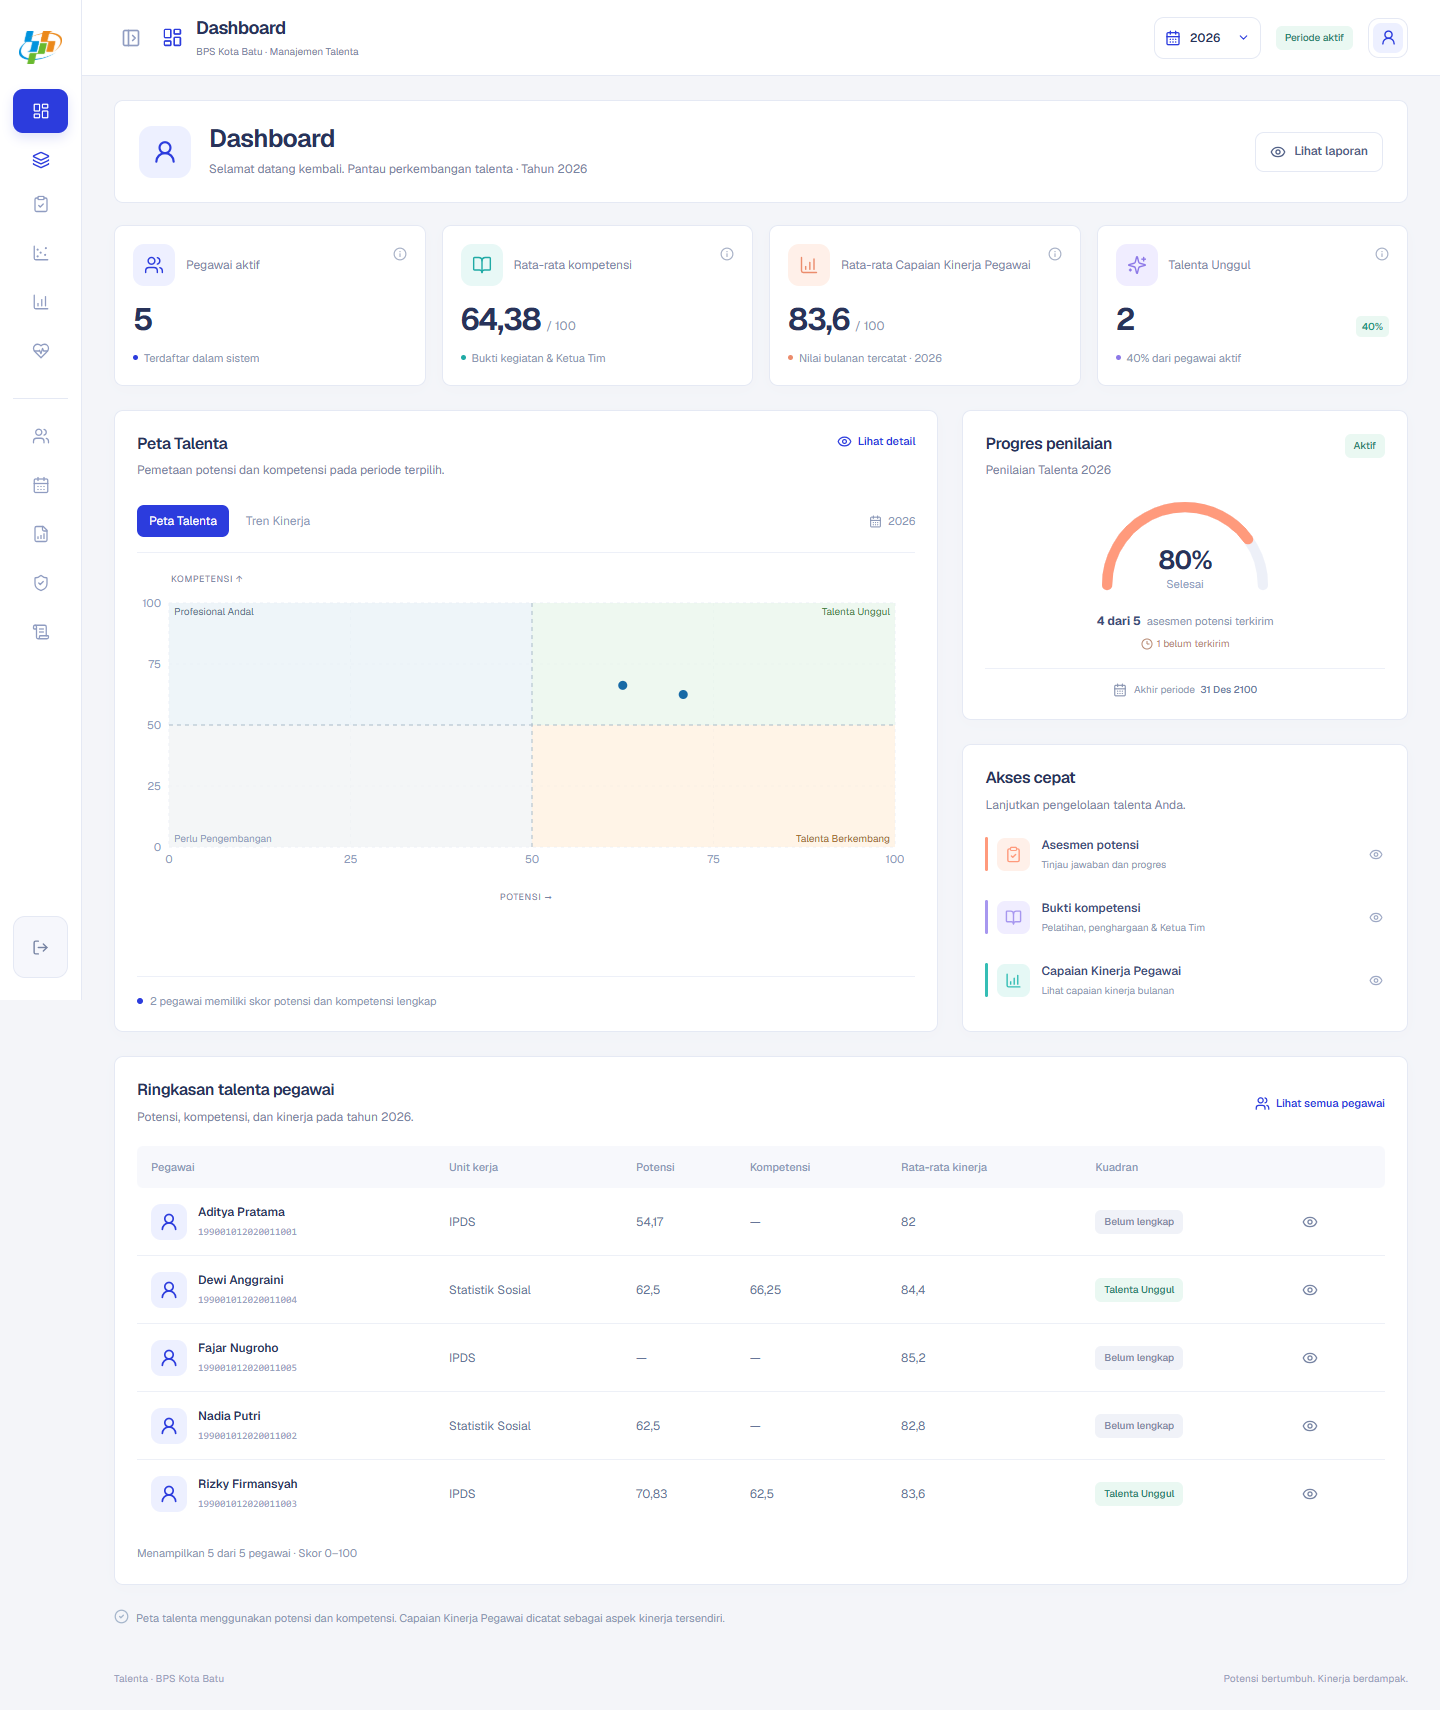 Dashboard
BPS Kota Batu · Manajemen Talenta
2026
Periode aktif
Dashboard
Selamat datang kembali. Pantau perkembangan talenta · Tahun 2026
Lihat laporan
Pegawai aktif
5
Terdaftar dalam sistem
Rata-rata kompetensi
64,38 / 100
Bukti kegiatan & Ketua Tim
Rata-rata Capaian Kinerja Pegawai
83,6 / 100
Nilai bulanan tercatat · 2026
Talenta Unggul
2
40%
40% dari pegawai aktif
Peta Talenta
Lihat detail
Pemetaan potensi dan kompetensi pada periode terpilih.
Peta Talenta
Tren Kinerja
2026
KOMPETENSI ↑
100
Profesional Andal
Talenta Unggul
75
50
25
Perlu Pengembangan
Talenta Berkembang
0
0
25
50
75
100
POTENSI →
2 pegawai memiliki skor potensi dan kompetensi lengkap
Progres penilaian
Aktif
Penilaian Talenta 2026
80%
Selesai
4 dari 5 asesmen potensi terkirim
1 belum terkirim
Akhir periode 31 Des 2100
Akses cepat
Lanjutkan pengelolaan talenta Anda.
Asesmen potensi
Tinjau jawaban dan progres
Bukti kompetensi
Pelatihan, penghargaan & Ketua Tim
Capaian Kinerja Pegawai
Lihat capaian kinerja bulanan
Ringkasan talenta pegawai
Potensi, kompetensi, dan kinerja pada tahun 2026.
Lihat semua pegawai
Pegawai Unit kerja Potensi Kompetensi Rata-rata kinerja Kuadran
Aditya Pratama
199001012020011001
IPDS 54,17 — 82 Belum lengkap
Dewi Anggraini
199001012020011004
Statistik Sosial 62,5 66,25 84,4 Talenta Unggul
Fajar Nugroho
199001012020011005
IPDS — — 85,2 Belum lengkap
Nadia Putri
199001012020011002
Statistik Sosial 62,5 — 82,8 Belum lengkap
Rizky Firmansyah
199001012020011003
IPDS 70,83 62,5 83,6 Talenta Unggul
Menampilkan 5 dari 5 pegawai · Skor 0–100
Peta talenta menggunakan potensi dan kompetensi. Capaian Kinerja Pegawai dicatat sebagai aspek kinerja tersendiri.
Talenta · BPS Kota Batu
Potensi bertumbuh. Kinerja berdampak.